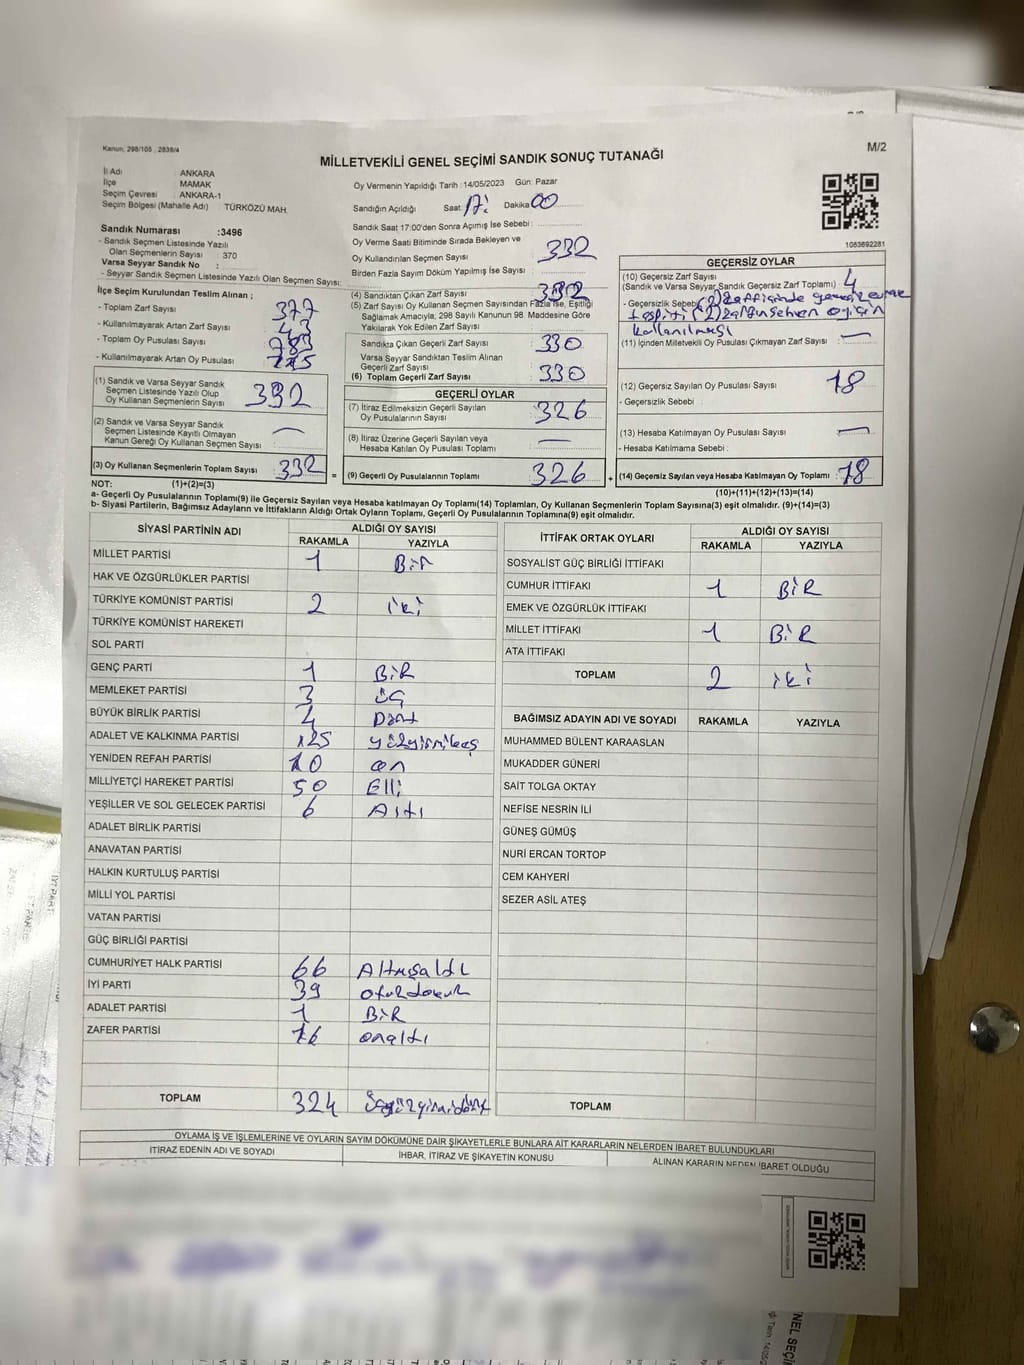 Kanun, 298/105 , 2839/4
MİLLETVEKİLİ GENEL SEÇİMİ SANDIK SONUÇ TUTANAĞI
M/2
İl Adı : ANKARA
İlçe : MAMAK
Seçim Çevresi : ANKARA-1
Seçim Bölgesi (Mahalle Adı) : TÜRKÖZÜ MAH.
Oy Vermenin Yapıldığı Tarih :14/05/2023 Gün: Pazar
Sandığın Açıldığı Saat: 17: Dakika 00
Sandık Saat 17:00'den Sonra Açımış İse Sebebi:
Oy Verme Saati Bitiminde Sırada Bekleyen ve
Oy Kullandırılan Seçmen Sayısı : 332
Birden Fazla Sayım Döküm Yapılmış İse Sayısı :
1083692281
Sandık Numarası :3496
- Sandık Seçmen Listesinde Yazılı
Olan Seçmenlerin Sayısı : 370
Varsa Seyyar Sandık No :
- Seyyar Sandık Seçmen Listesinde Yazılı Olan Seçmen Sayısı:
İlçe Seçim Kurulundan Teslim Alınan ;
- Toplam Zarf Sayısı : 377
- Kullanılmayarak Artan Zarf Sayısı : 43
- Toplam Oy Pusulası Sayısı : 783
- Kullanılmayarak Artan Oy Pusulası
(1) Sandık ve Varsa Seyyar Sandık
Seçmen Listesinde Yazılı Olup
Oy Kullanan Seçmenlerin Sayısı : 332
(2) Sandık ve Varsa Seyyar Sandık
Seçmen Listesinde Kayıtlı Olmayan
Kanun Gereği Oy Kullanan Seçmen Sayısı : —
(3) Oy Kullanan Seçmenlerin Toplam Sayısı : 332
(4) Sandıktan Çıkan Zarf Sayısı : 332
(5) Zarf Sayısı Oy Kullanan Seçmen Sayısından Fazla İse, Eşitliği
Sağlamak Amacıyla, 298 Sayılı Kanunun 98. Maddesine Göre
Yakılarak Yok Edilen Zarf Sayısı :
Sandıkta Çıkan Geçerli Zarf Sayısı : 330
Varsa Seyyar Sandıktan Teslim Alınan
Geçerli Zarf Sayısı :
(6) Toplam Geçerli Zarf Sayısı : 330
GEÇERLİ OYLAR
(7) İtiraz Edilmeksizin Geçerli Sayılan
Oy Pusulalarının Sayısı : 326
(8) İtiraz Üzerine Geçerli Sayılan veya
Hesaba Katılan Oy Pusulası Toplamı : —
= (9) Geçerli Oy Pusulalarının Toplamı : 326
GEÇERSİZ OYLAR
(10) Geçersiz Zarf Sayısı
(Sandık ve Varsa Seyyar Sandık Geçersiz Zarf Toplamı) : 4
- Geçersizlik Sebebi
kullanılması
(11) İçinden Milletvekili Oy Pusulası Çıkmayan Zarf Sayısı : —
(12) Geçersiz Sayılan Oy Pusulası Sayısı : 18
- Geçersizlik Sebebi :
(13) Hesaba Katılmayan Oy Pusulası Sayısı : —
- Hesaba Katılmama Sebebi :
+ (14) Geçersiz Sayılan veya Hesaba Katılmayan Oy Toplamı : 18
NOT: (1)+(2)=(3)
(10)+(11)+(12)+(13)=(14)
a- Geçerli Oy Pusulalarının Toplamı(9) ile Geçersiz Sayılan veya Hesaba katılmayan Oy Toplamı(14) Toplamları, Oy Kullanan Seçmenlerin Toplam Sayısına(3) eşit olmalıdır. (9)+(14)=(3)
b- Siyasi Partilerin, Bağımsız Adayların ve İttifakların Aldığı Ortak Oyların Toplamı, Geçerli Oy Pusulalarının Toplamına(9) eşit olmalıdır.
SİYASİ PARTİNİN ADI ALDIĞI OY SAYISI
RAKAMLA YAZIYLA
MİLLET PARTİSİ 1 Bir
HAK VE ÖZGÜRLÜKLER PARTİSİ
TÜRKİYE KOMÜNİST PARTİSİ 2 iki
TÜRKİYE KOMÜNİST HAREKETİ
SOL PARTİ
GENÇ PARTİ 1 BİR
MEMLEKET PARTİSİ 3 üç
BÜYÜK BİRLİK PARTİSİ 4 Dört
ADALET VE KALKINMA PARTİSİ 125 yüzyirmibeş
YENİDEN REFAH PARTİSİ 10 on
MİLLİYETÇİ HAREKET PARTİSİ 50 Elli
YEŞİLLER VE SOL GELECEK PARTİSİ 6 Altı
ADALET BİRLİK PARTİSİ
ANAVATAN PARTİSİ
HALKIN KURTULUŞ PARTİSİ
MİLLİ YOL PARTİSİ
VATAN PARTİSİ
GÜÇ BİRLİĞİ PARTİSİ
CUMHURİYET HALK PARTİSİ 66 Altmışaltı
İYİ PARTİ 39 otuzdokuz
ADALET PARTİSİ 1 BİR
ZAFER PARTİSİ 16 onaltı
TOPLAM 324
İTTİFAK ORTAK OYLARI ALDIĞI OY SAYISI
RAKAMLA YAZIYLA
SOSYALİST GÜÇ BİRLİĞİ İTTİFAKI
CUMHUR İTTİFAKI 1 BİR
EMEK VE ÖZGÜRLÜK İTTİFAKI
MİLLET İTTİFAKI 1 BİR
ATA İTTİFAKI
TOPLAM 2 iki
BAĞIMSIZ ADAYIN ADI VE SOYADI RAKAMLA YAZIYLA
MUHAMMED BÜLENT KARAASLAN
MUKADDER GÜNERİ
SAİT TOLGA OKTAY
NEFİSE NESRİN İLİ
GÜNEŞ GÜMÜŞ
NURİ ERCAN TORTOP
CEM KAHYERİ
SEZER ASİL ATEŞ
TOPLAM
OYLAMA İŞ VE İŞLEMLERİNE VE OYLARIN SAYIM DÖKÜMÜNE DAİR ŞİKAYETLERLE BUNLARA AİT KARARLARIN NELERDEN İBARET BULUNDUKLARI
İTİRAZ EDENİN ADI VE SOYADI İHBAR, İTİRAZ VE ŞİKAYETİN KONUSU ALINAN KARARIN NEDEN İBARET OLDUĞU